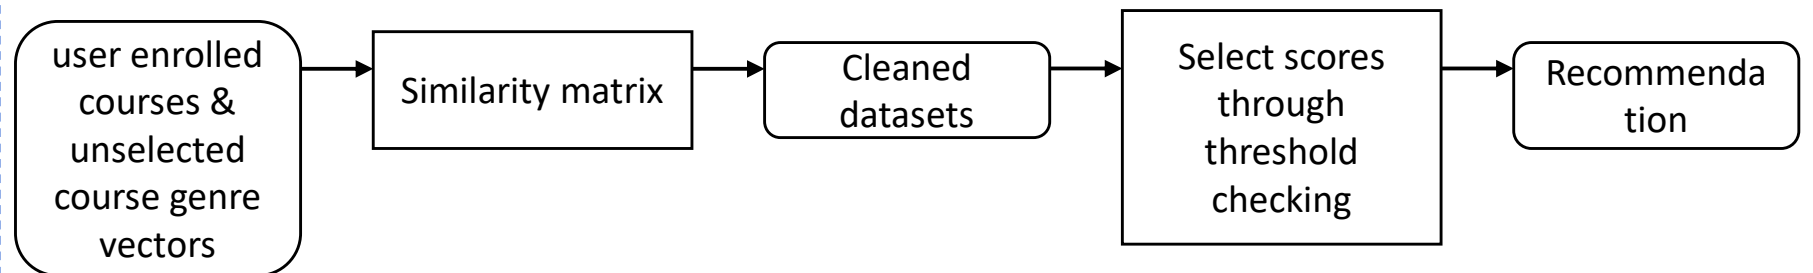 user enrolled
courses &
unselected
course genre
vectors
Similarity matrix
Cleaned
datasets
Select scores
through
threshold
checking
Recommenda
tion